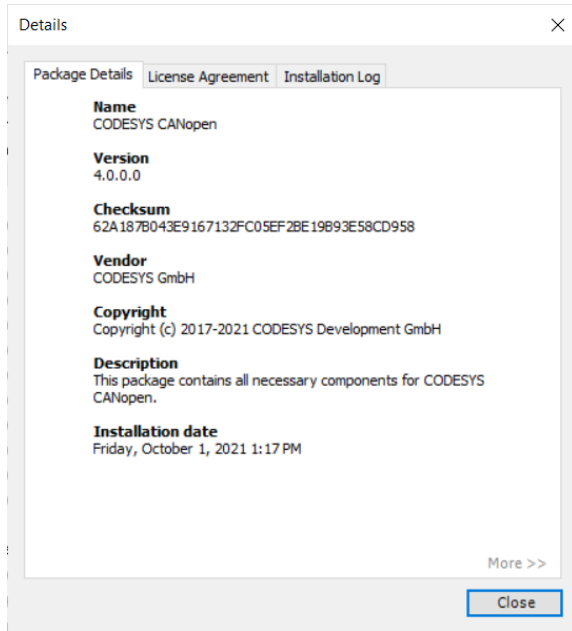 Details
Package Details License Agreement Installation Log
Name
CODESYS CANopen
Version
4.0.0.0
Checksum
62A187B043E9167132FC05EF2BE19B93E58CD958
Vendor
CODESYS GmbH
Copyright
Copyright (c) 2017-2021 CODESYS Development GmbH
Description
This package contains all necessary components for CODESYS
CANopen.
Installation date
Friday, October 1, 2021 1:17 PM
More >>
Close